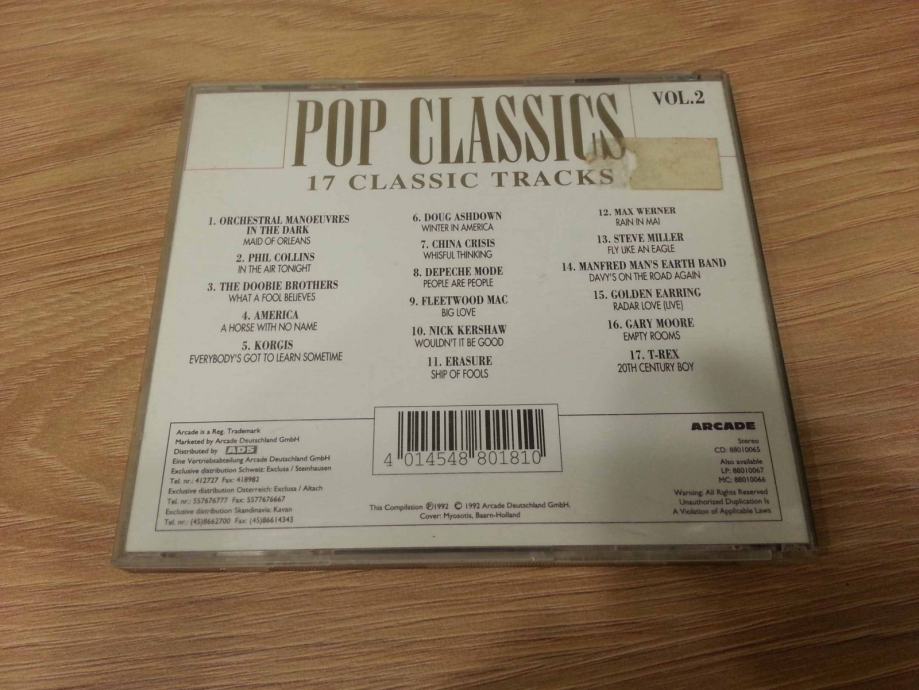 POP CLASSICS
VOL.2
17 CLASSIC TRACKS
1. ORCHESTRAL MANOEUVRES
IN THE DARK
MAID OF ORLEANS
2. PHIL COLLINS
IN THE AIR TONIGHT
3. THE DOOBIE BROTHERS
WHAT A FOOL BELIEVES
4. AMERICA
A HORSE WITH NO NAME
5. KORGIS
EVERYBODY'S GOT TO LEARN SOMETIME
6. DOUG ASHDOWN
WINTER IN AMERICA
7. CHINA CRISIS
WHISFUL THINKING
8. DEPECHE MODE
PEOPLE ARE PEOPLE
9. FLEETWOOD MAC
BIG LOVE
10. NICK KERSHAW
WOULDN'T IT BE GOOD
11. ERASURE
SHIP OF FOOLS
12. MAX WERNER
RAIN IN MAI
13. STEVE MILLER
FLY LIKE AN EAGLE
14. MANFRED MAN'S EARTH BAND
DAVY'S ON THE ROAD AGAIN
15. GOLDEN EARRING
RADAR LOVE (LIVE)
16. GARY MOORE
EMPTY ROOMS
17. T-REX
20TH CENTURY BOY
Arcade is a Reg. Trademark
Marketed by Arcade Deutschland GmbH
Distributed by ADS
Eine Vertriebsabteilung Arcade Deutschland GmbH
Exclusive distribution Schweiz: Exclusa / Steinhausen
Tel. nr.: 412727 Fax: 418982
Exclusive distribution Osterreich: Exclusa / Altach
Tel. nr.: 557676777 Fax: 5577676667
Exclusive distribution Skandinavia: Kavan
Tel. nr.: (45)8662700 Fax: (45)86614343
4 014548 801810
This Compilation ℗1992 © 1992 Arcade Deutschland GmbH.
Cover: Myosotis, Baarn-Holland
ARCADE
Stereo
CD: 88010065
Also available
LP: 88010067
MC: 88010066
Warning: All Rights Reserved
Unauthorized Duplication is
A Violation of Applicable Laws